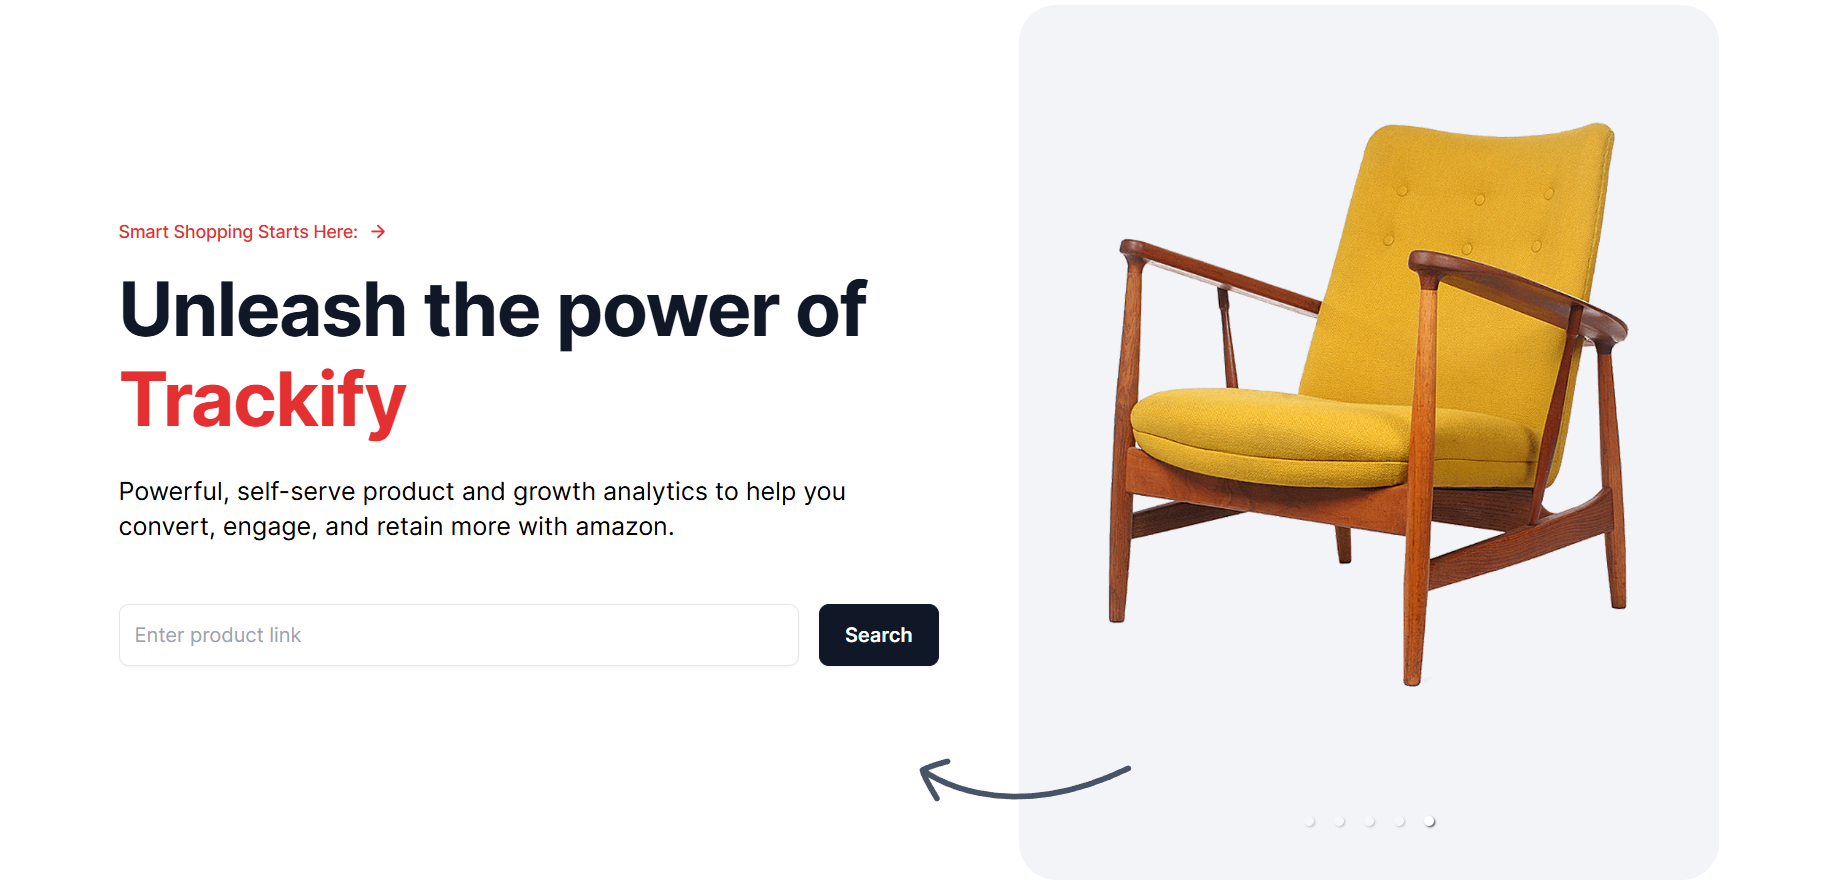 Smart Shopping Starts Here:
Unleash the power of
Trackify
Powerful, self-serve product and growth analytics to help you
convert, engage, and retain more with amazon.
Enter product link
Search